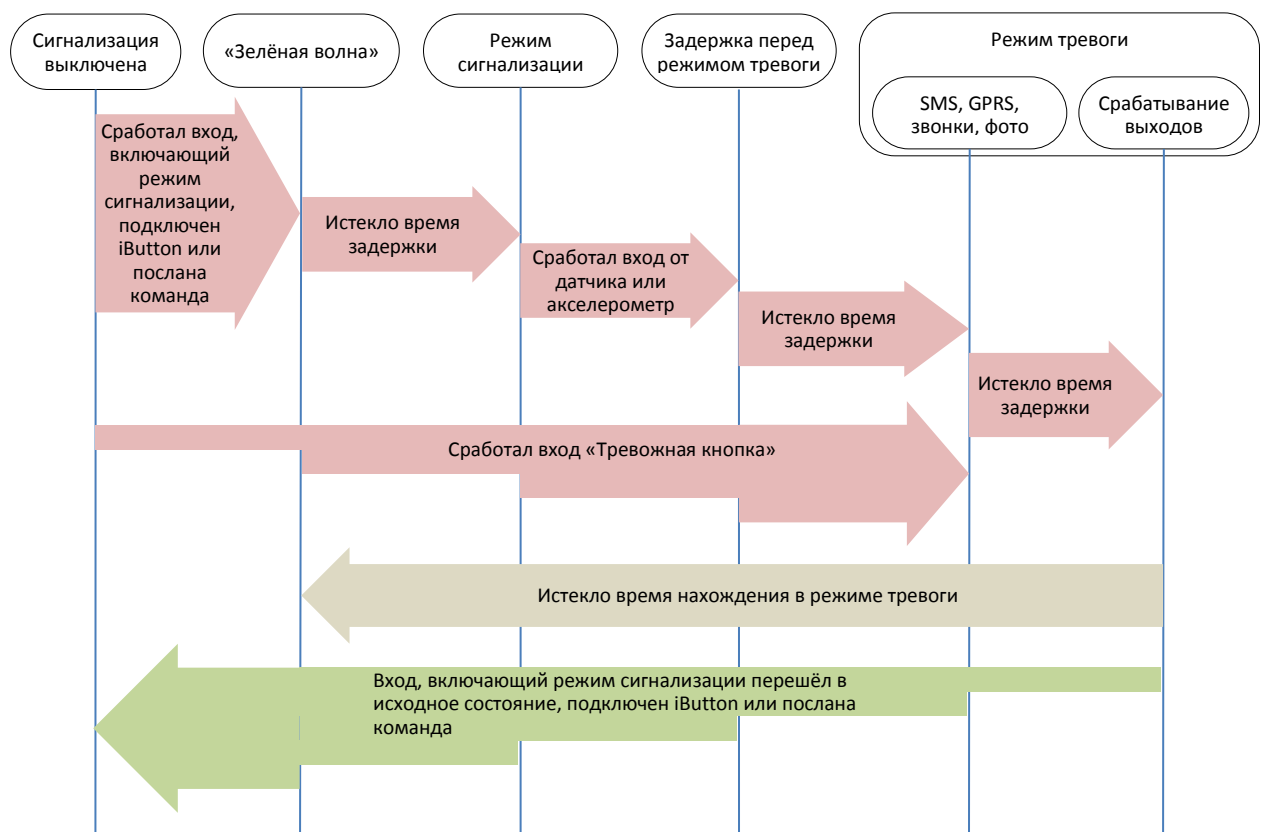 Сигнализация
выключена
«Зелёная волна»
Режим
сигнализации
Задержка перед
режимом тревоги
Режим тревоги
SMS, GPRS,
звонки, фото
Срабатывание
выходов
Сработал вход,
включающий
режим
сигнализации,
подключен
iButton или
послана
команда
Истекло время
задержки
Сработал вход от
датчика или
акселерометр
Истекло время
задержки
Истекло время
задержки
Сработал вход «Тревожная кнопка»
Истекло время нахождения в режиме тревоги
Вход, включающий режим сигнализации перешёл в
исходное состояние, подключен iButton или послана
команда